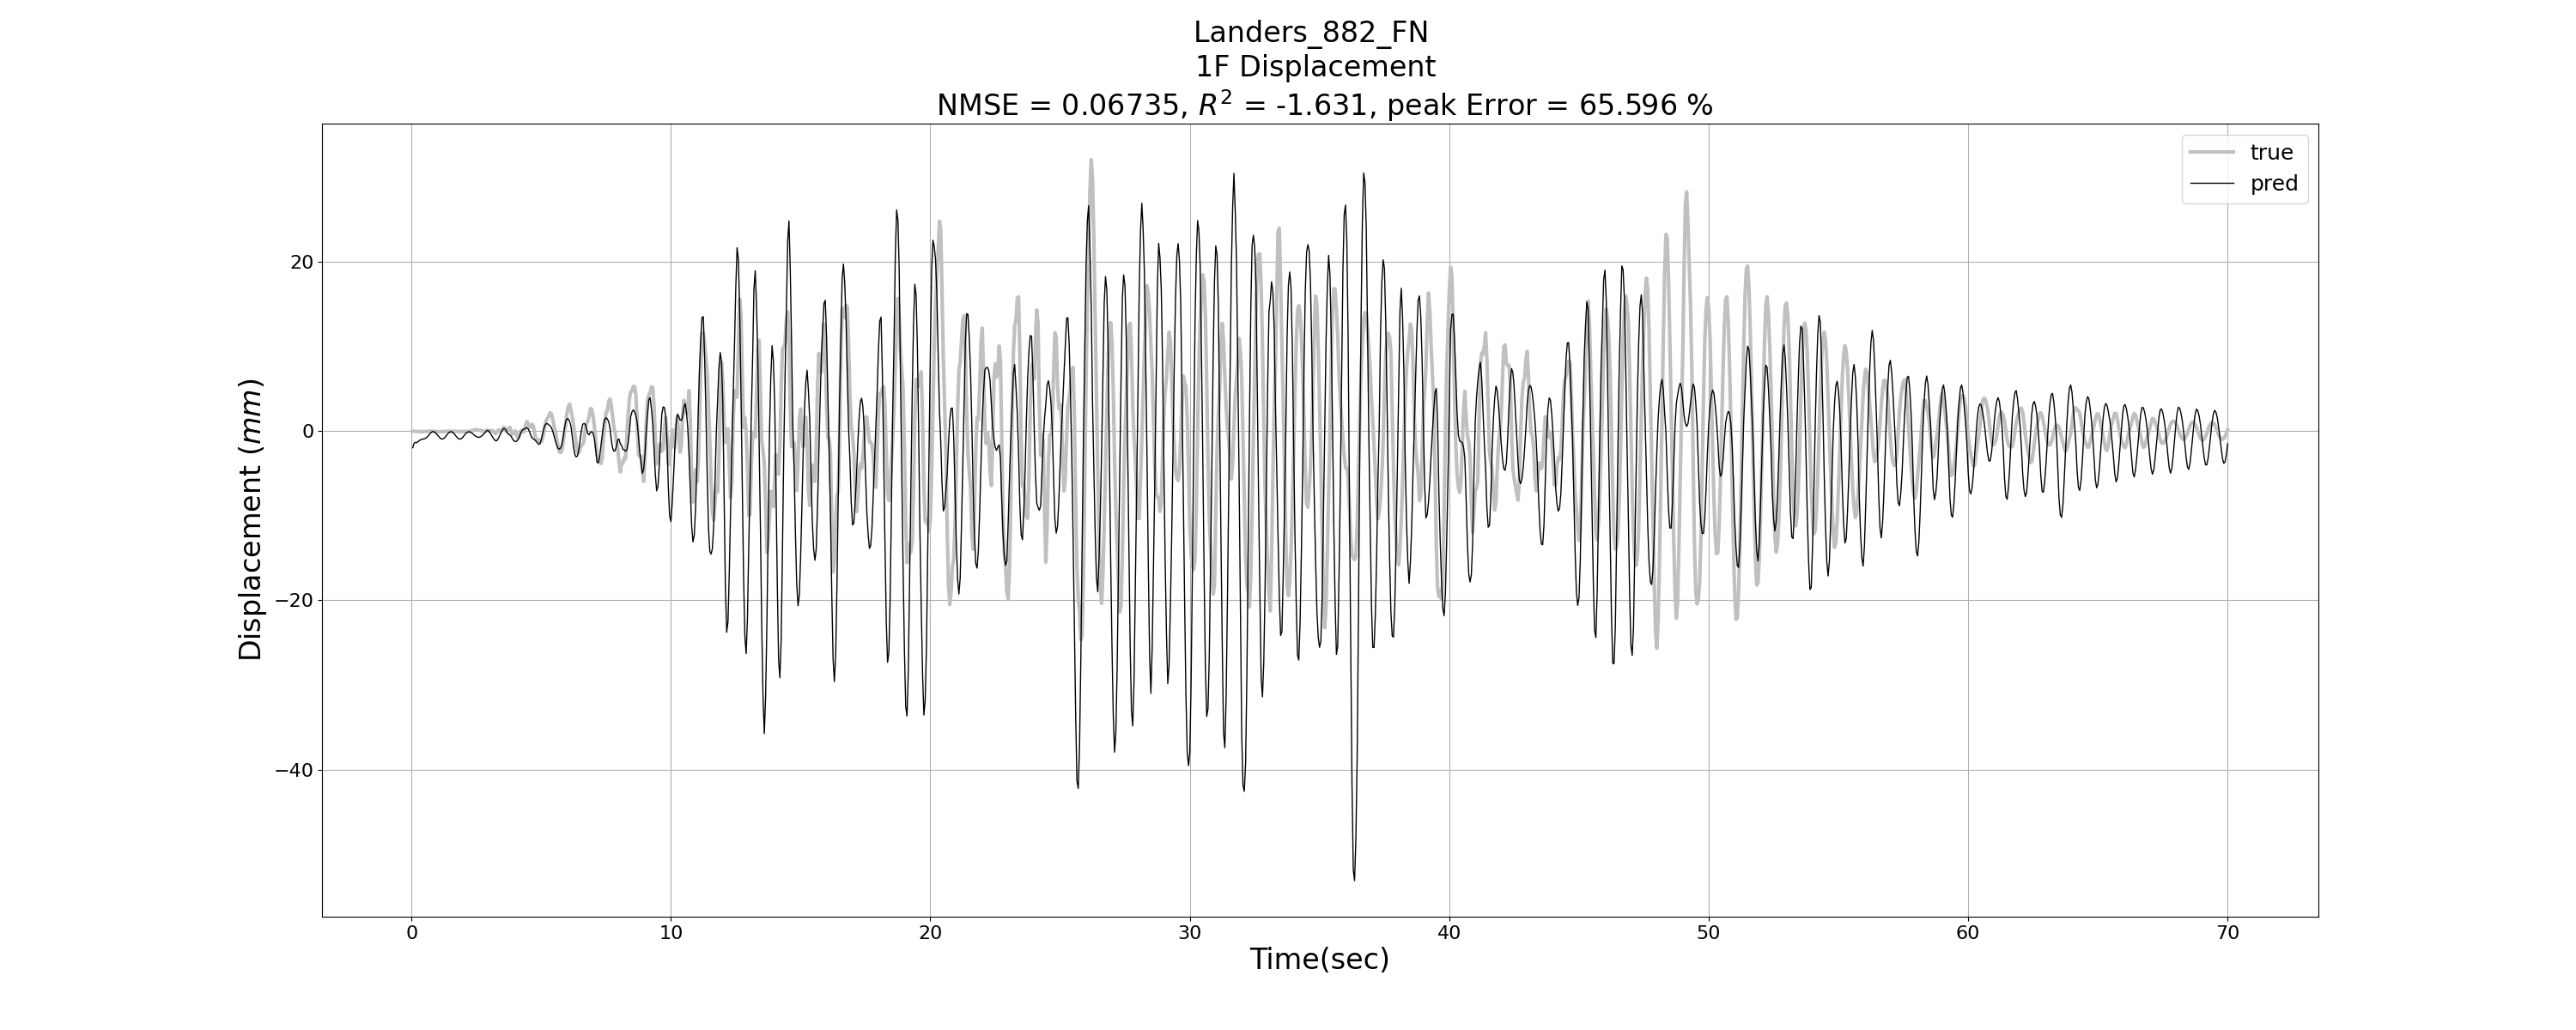 Landers_882_FN
1F Displacement
NMSE = 0.06735, R² = -1.631, peak Error = 65.596 %
true
pred
Displacement (mm)
20
0
−20
−40
0 10 20 30 40 50 60 70
Time(sec)